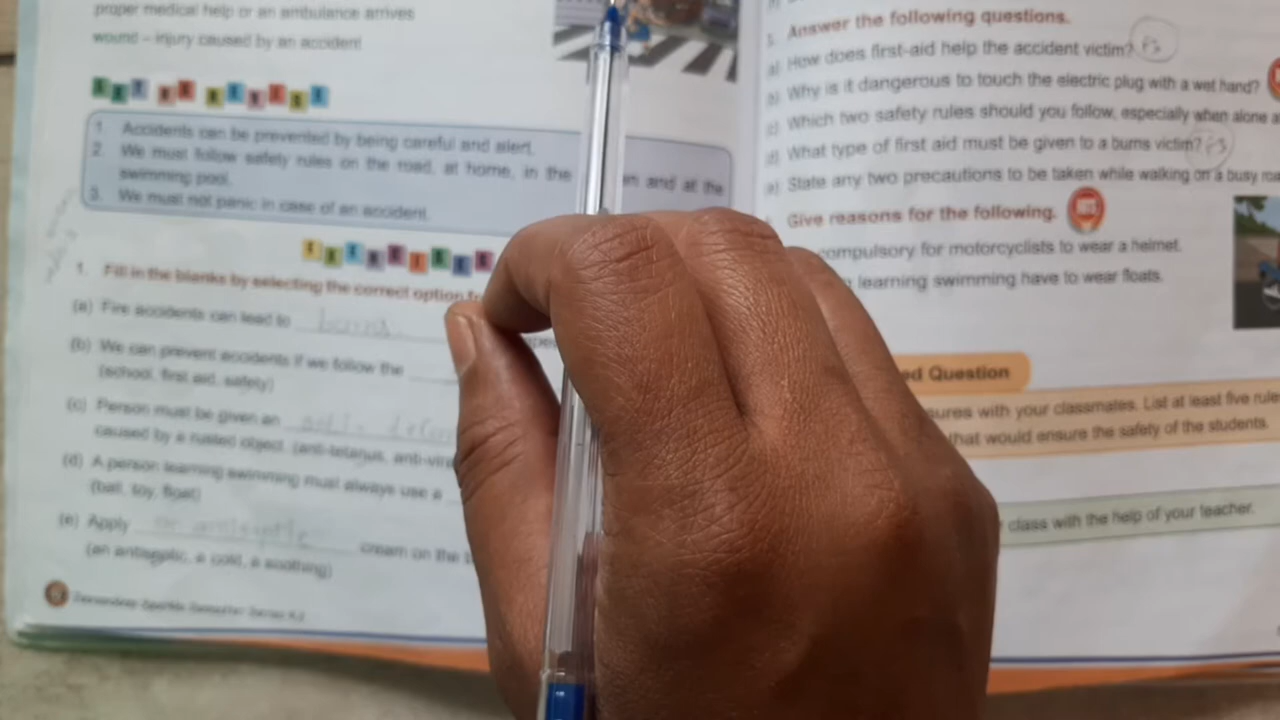 proper medical help or an ambulance arrives
wound – injury caused by an accident
1. Accidents can be prevented by being careful and alert.
2. We must follow safety rules on the road, at home, in the
en and at the
swimming pool.
3. We must not panic in case of an accident.
EXERCISES
1. Fill in the blanks by selecting the correct option
(a) Fire accidents can lead to burns.
(b) We can prevent accidents if we follow the
(school, first aid, safety)
(c) Person must be given an anti-
caused by a rusted object. (anti-tetanus, anti-
(d) A person learning swimming must always use a
(ball, toy, float)
(e) Apply cream on the
(an antiseptic, a cold, a soothing)
Answer the following questions.
a) How does first-aid help the accident victim?
b) Why is it dangerous to touch the electric plug with a wet hand?
c) Which two safety rules should you follow, especially when alone a
d) What type of first aid must be given to a burns victim?
e) State any two precautions to be taken while walking on a busy roa
Give reasons for the following.
compulsory for motorcyclists to wear a helmet.
learning swimming have to wear floats.
ed Question
sures with your classmates. List at least five rule
that would ensure the safety of the students.
class with the help of your teacher.